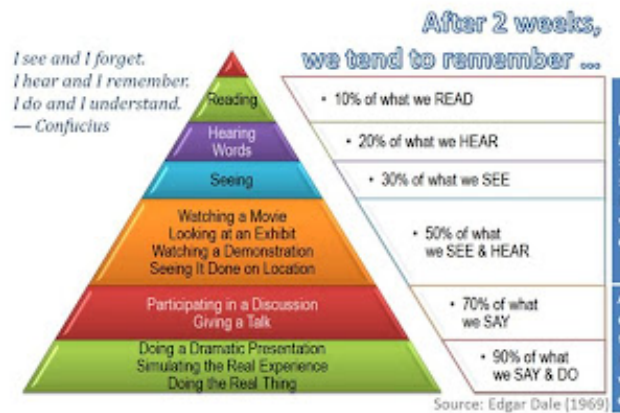 After 2 weeks,
we tend to remember ...
I see and I forget.
I hear and I remember.
I do and I understand.
— Confucius
Reading
• 10% of what we READ
Hearing
Words
• 20% of what we HEAR
Seeing
• 30% of what we SEE
Watching a Movie
Looking at an Exhibit
Watching a Demonstration
Seeing It Done on Location
• 50% of what
we SEE & HEAR
Participating in a Discussion
Giving a Talk
• 70% of what
we SAY
Doing a Dramatic Presentation
Simulating the Real Experience
Doing the Real Thing
• 90% of what
we SAY & DO
Source: Edgar Dale (1969)